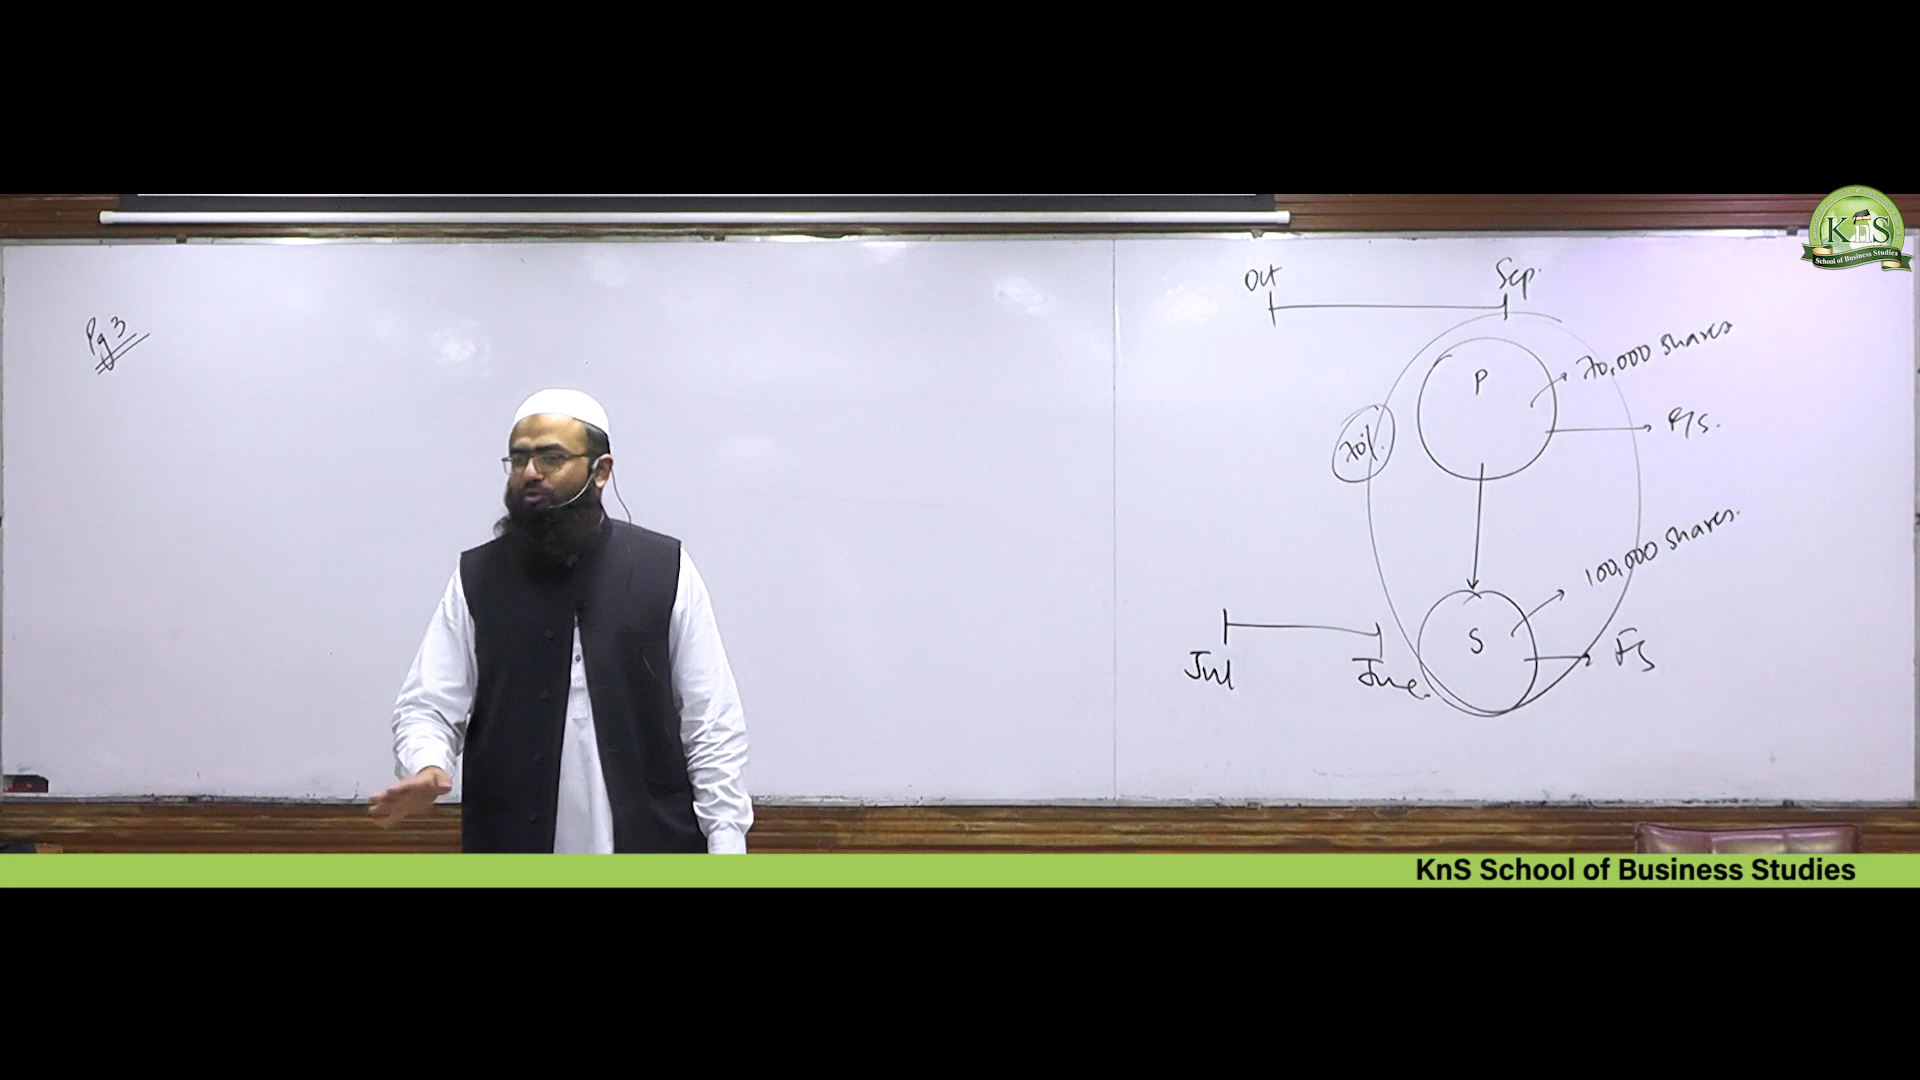 Pg 3
Oct
Sep.
P
70,000 shares
70%
F/S.
100,000 shares.
S
FS
Jul
June.
KnS
School of Business Studies
KnS School of Business Studies